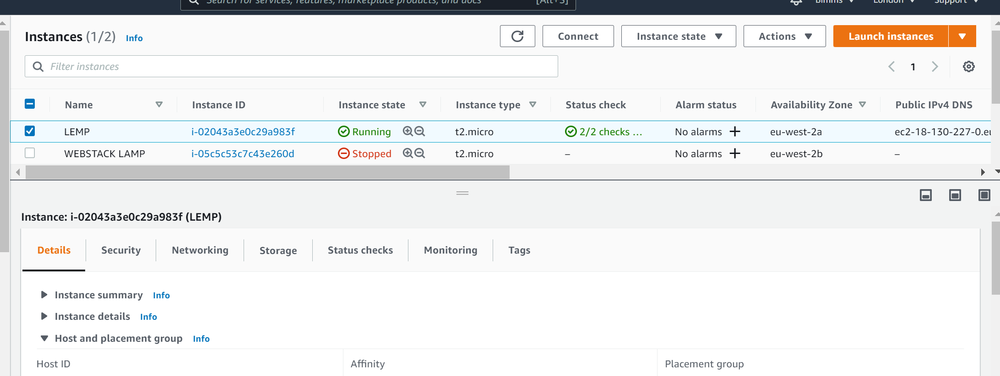 Search for services, features, marketplace products, and docs [Alt+S] Bimms London Support
Instances (1/2) Info Connect Instance state Actions Launch instances
Filter instances 1
Name Instance ID Instance state Instance type Status check Alarm status Availability Zone Public IPv4 DNS
LEMP i-02043a3e0c29a983f Running t2.micro 2/2 checks ... No alarms eu-west-2a ec2-18-130-227-0.eu
WEBSTACK LAMP i-05c5c53c7c43e260d Stopped t2.micro – No alarms eu-west-2b –
Instance: i-02043a3e0c29a983f (LEMP)
Details Security Networking Storage Status checks Monitoring Tags
Instance summary Info
Instance details Info
Host and placement group Info
Host ID Affinity Placement group